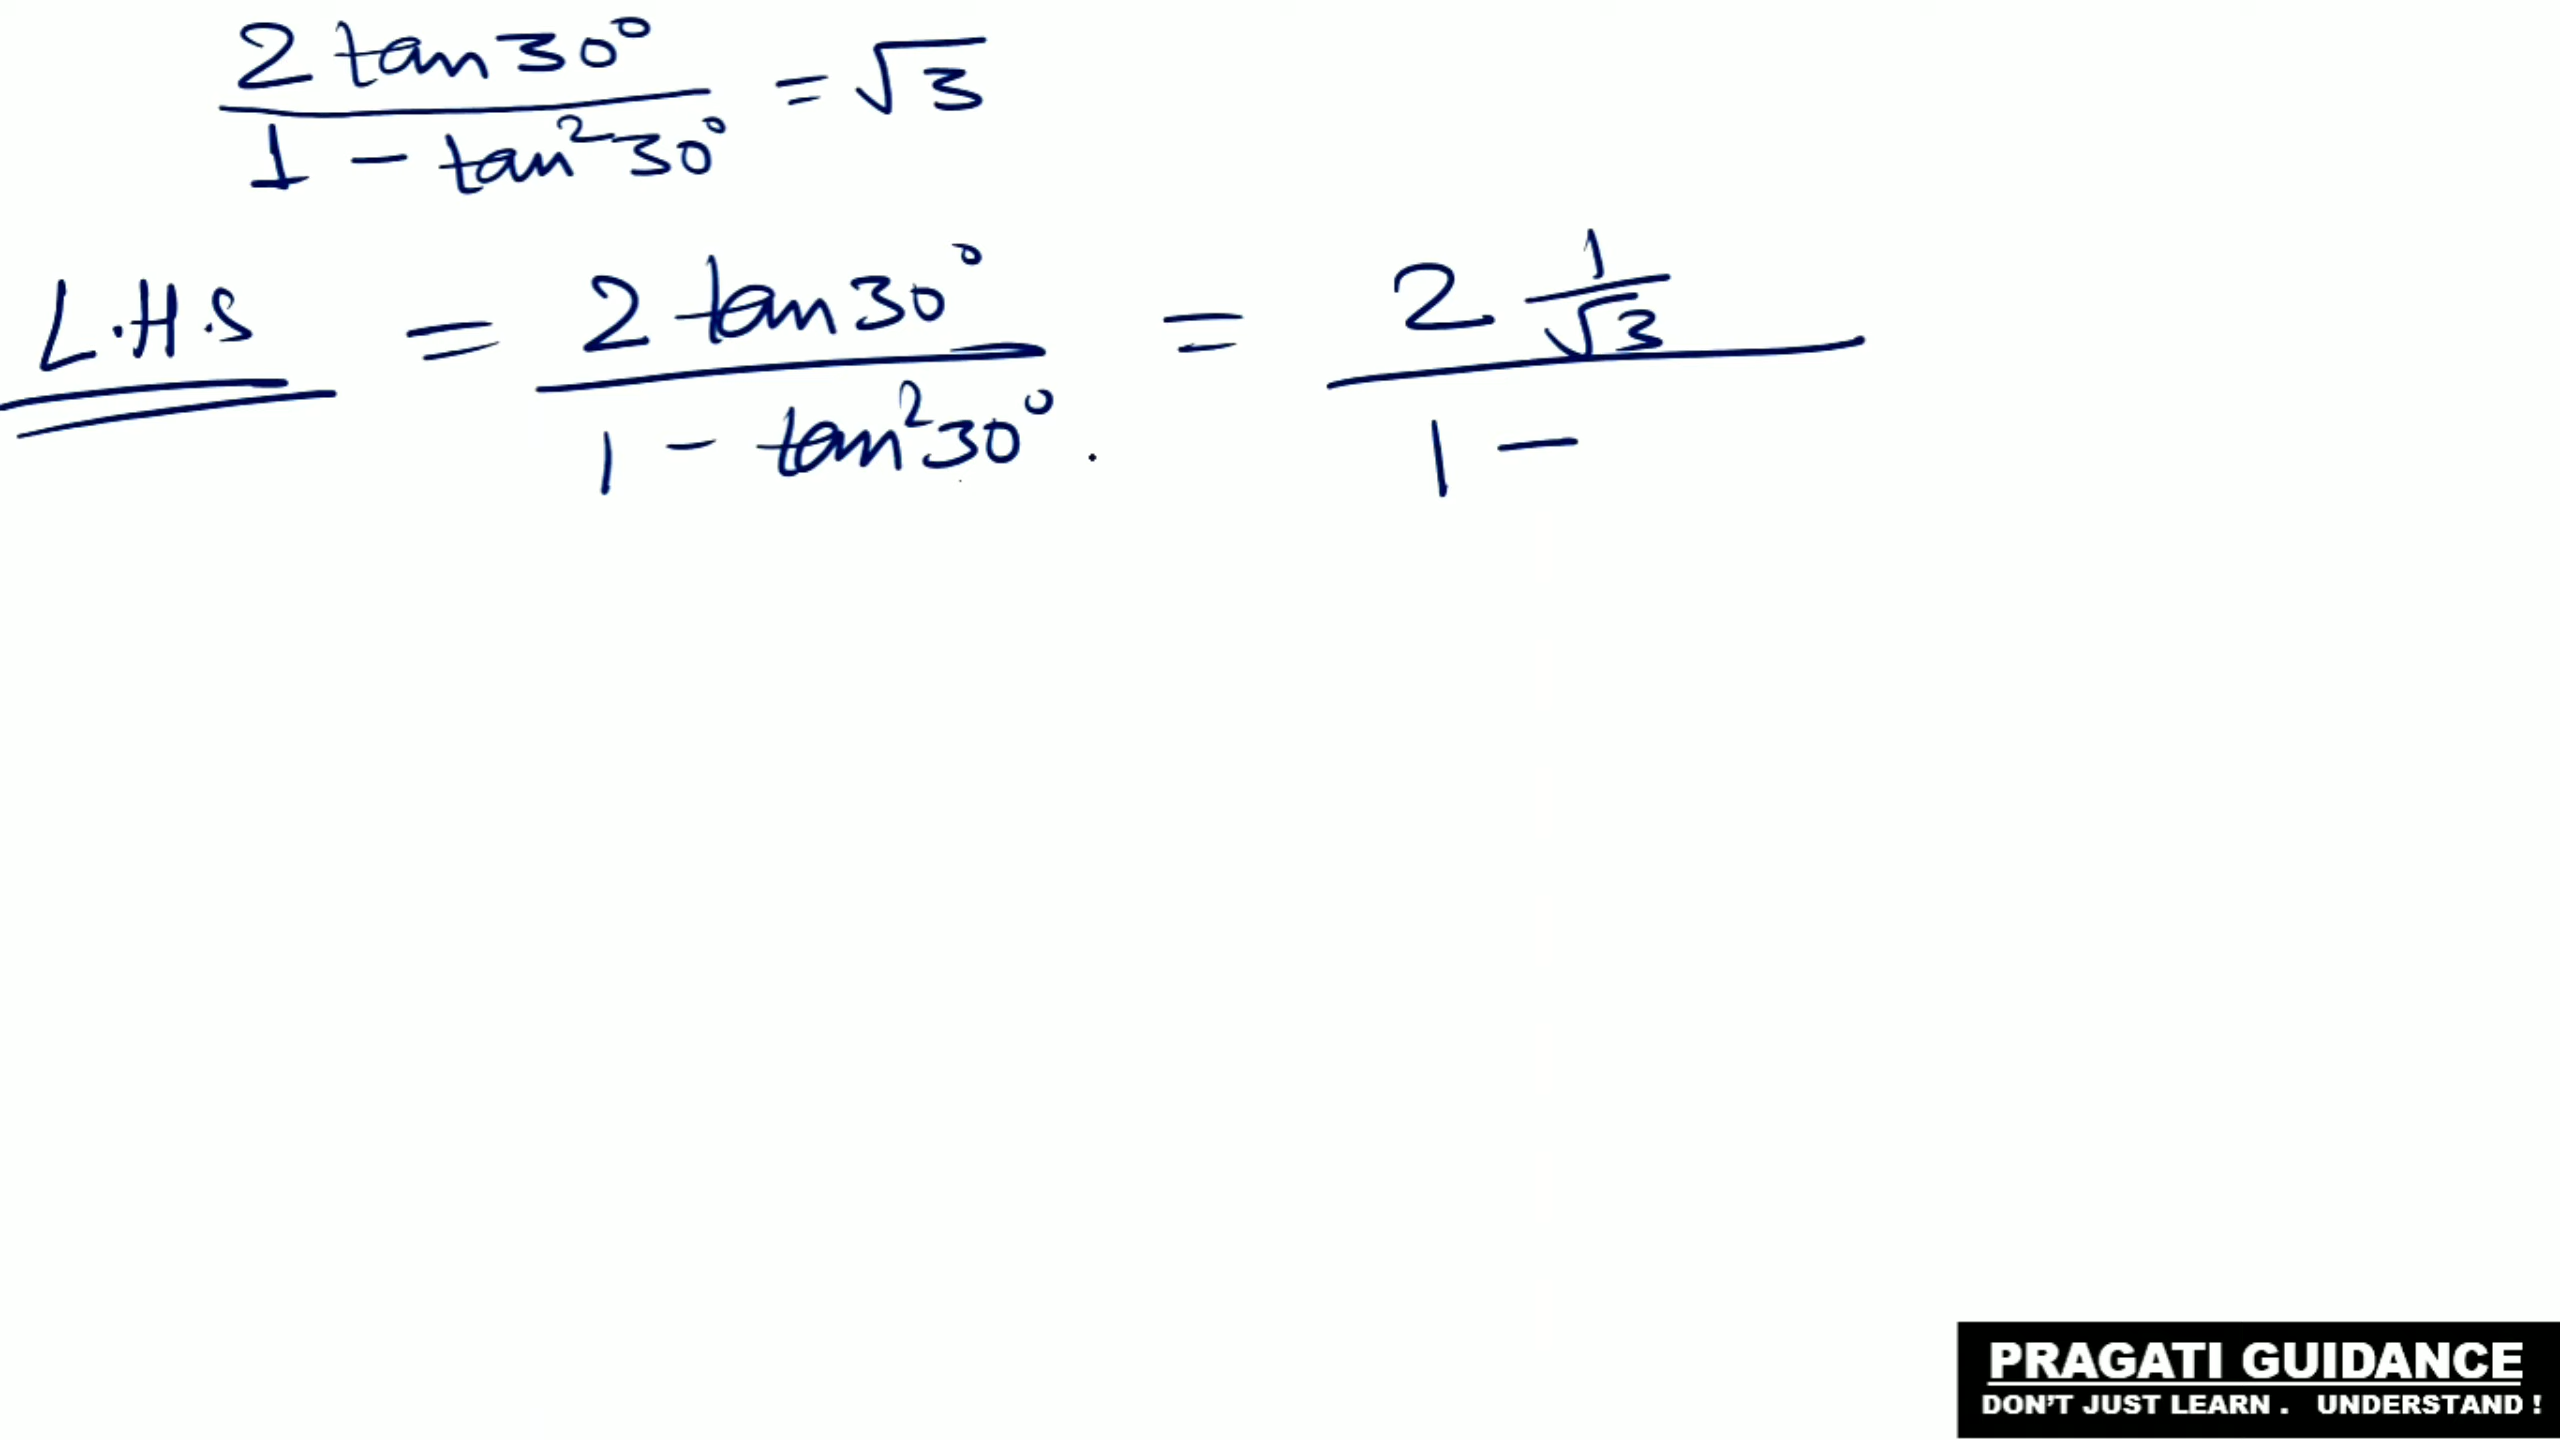 2 tan30° / 1 - tan²30° = √3
L.H.S = 2 tan30° / 1 - tan²30° . = 2 1/√3 / 1 -
PRAGATI GUIDANCE
DON'T JUST LEARN . UNDERSTAND !